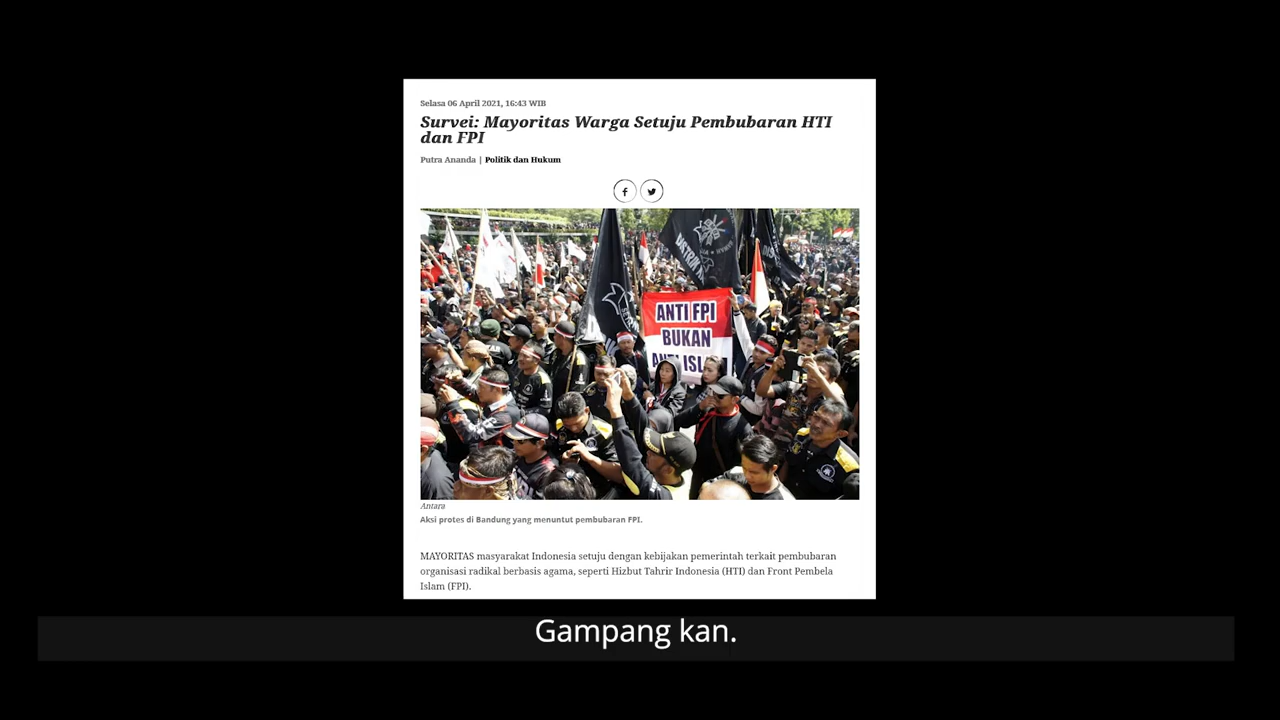 Selasa 06 April 2021, 16:43 WIB
Survei: Mayoritas Warga Setuju Pembubaran HTI
dan FPI
Putra Ananda | Politik dan Hukum
ANTI FPI
BUKAN
ANTI ISLAM
Antara
Aksi protes di Bandung yang menuntut pembubaran FPI.
MAYORITAS masyarakat Indonesia setuju dengan kebijakan pemerintah terkait pembubaran
organisasi radikal berbasis agama, seperti Hizbut Tahrir Indonesia (HTI) dan Front Pembela
Islam (FPI).
Gampang kan.